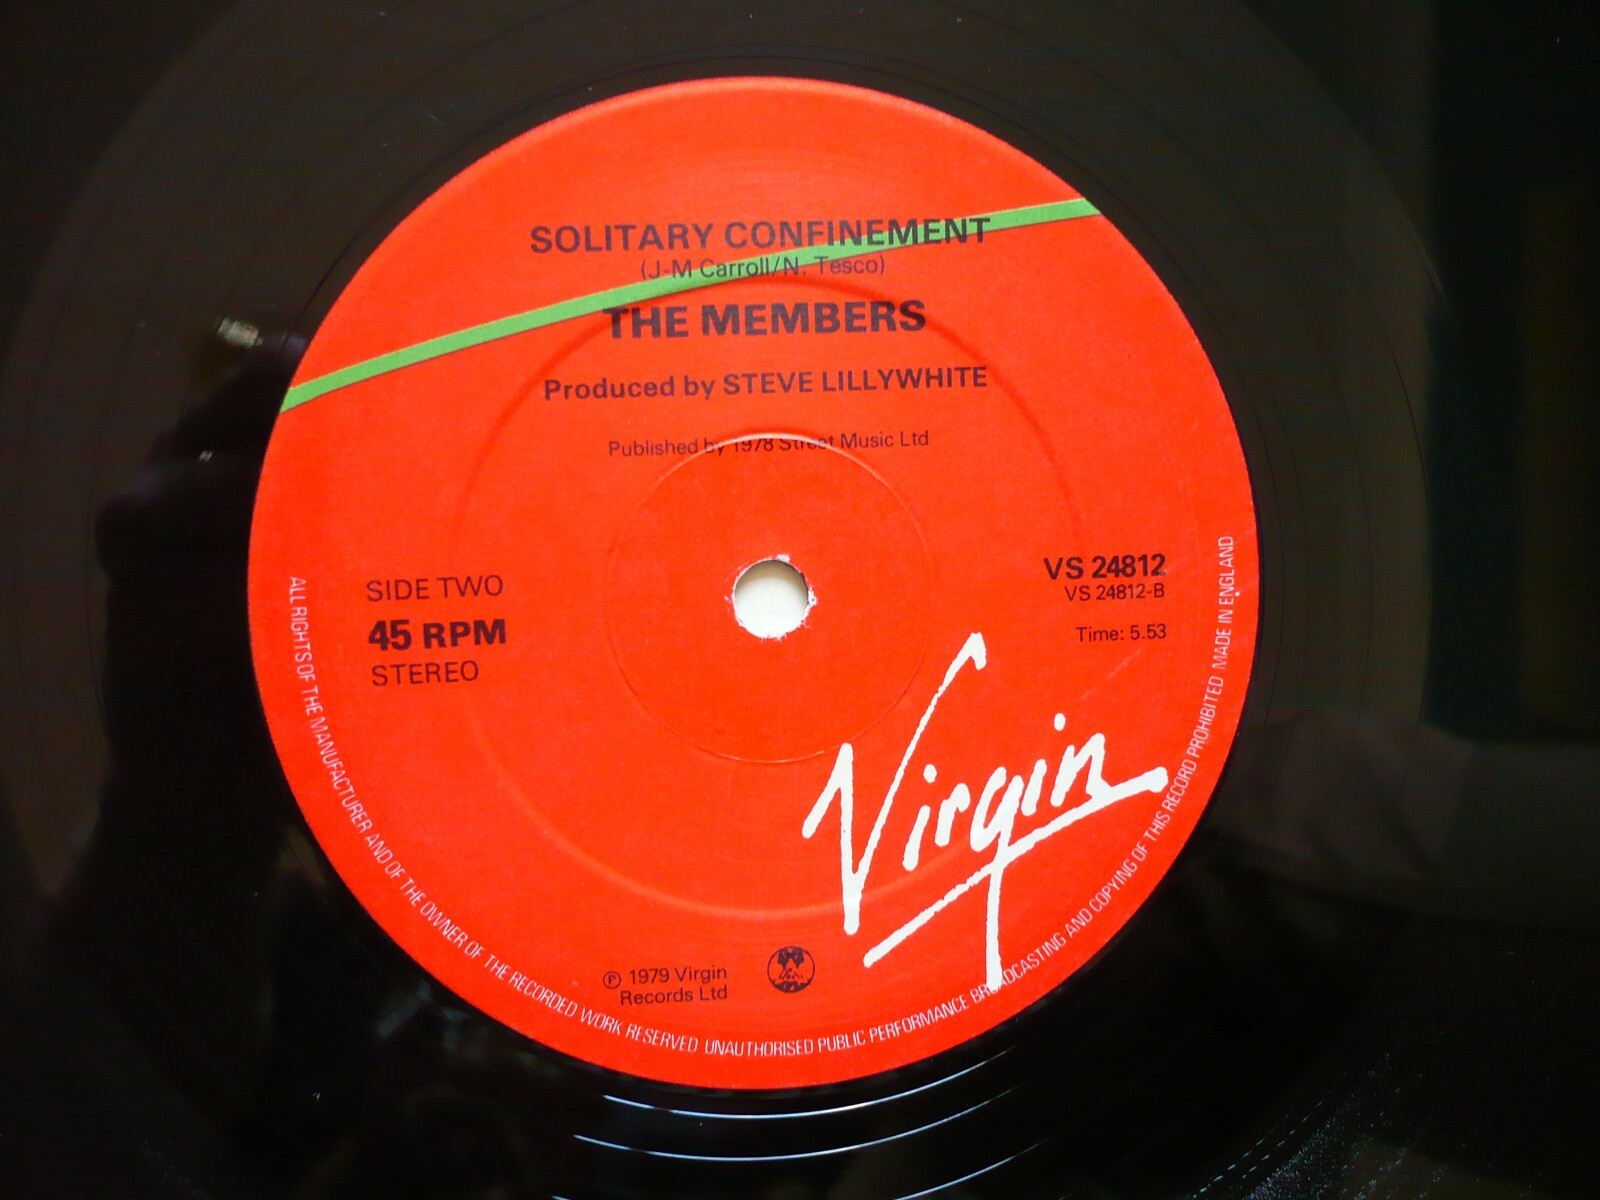 SOLITARY CONFINEMENT
(J-M Carroll/N. Tesco)
THE MEMBERS
Produced by STEVE LILLYWHITE
Published by 1978 Street Music Ltd
SIDE TWO
45 RPM
STEREO
VS 24812
VS 24812-B
Time: 5.53
Virgin
℗ 1979 Virgin
Records Ltd
ALL RIGHTS OF THE MANUFACTURER AND OF THE OWNER OF THE RECORDED WORK RESERVED UNAUTHORISED PUBLIC PERFORMANCE BROADCASTING AND COPYING OF THIS RECORD PROHIBITED MADE IN ENGLAND